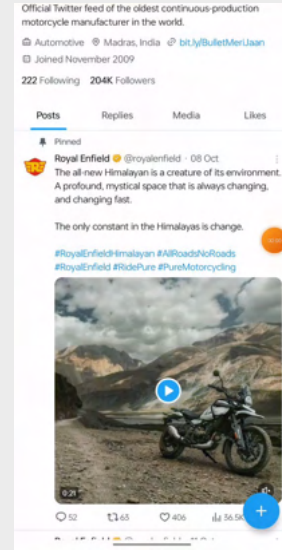 Official Twitter feed of the oldest continuous-production
motorcycle manufacturer in the world.
Automotive Madras, India bit.ly/BulletMeriJaan
Joined November 2009
222 Following 204K Followers
Posts Replies Media Likes
Pinned
Royal Enfield @royalenfield · 08 Oct
The all-new Himalayan is a creature of its environment.
A profound, mystical space that is always changing,
and changing fast.
The only constant in the Himalayas is change.
#RoyalEnfieldHimalayan #AllRoadsNoRoads
#RoyalEnfield #RidePure #PureMotorcycling
0:21
52 63 406 36.5K